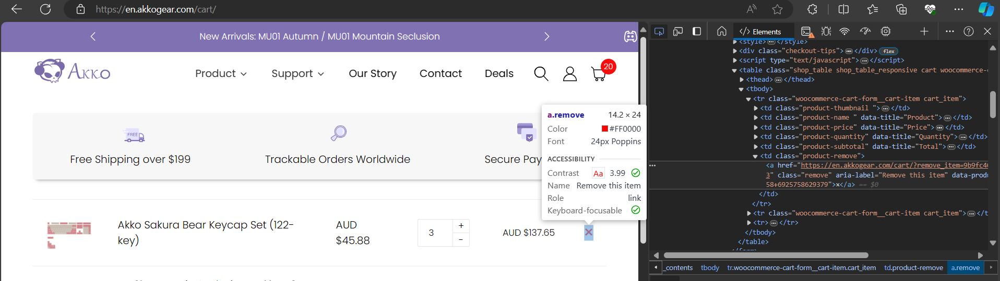 https://en.akkogear.com/cart/
New Arrivals: MU01 Autumn / MU01 Mountain Seclusion
AKKO
Product
Support
Our Story
Contact
Deals
20
FREE
Free Shipping over $199
Trackable Orders Worldwide
Secure Pay
a.remove 14.2 × 24
Color #FF0000
Font 24px Poppins
ACCESSIBILITY
Contrast Aa 3.99
Name Remove this item
Role link
Keyboard-focusable
Akko Sakura Bear Keycap Set (122-
key)
AUD
$45.88
3
+
-
AUD $137.65
×
Elements
<style>…</style>
<div class="checkout-tips">…</div> flex
<script type="text/javascript">…</script>
<table class="shop_table shop_table_responsive cart woocommerce-c
<thead>…</thead>
<tbody>
<tr class="woocommerce-cart-form__cart-item cart_item">
<td class="product-thumbnail ">…</td>
<td class="product-name " data-title="Product">…</td>
<td class="product-price" data-title="Price">…</td>
<td class="product-quantity" data-title="Quantity">…</td>
<td class="product-subtotal" data-title="Total">…</td>
<td class="product-remove">
<a href="https://en.akkogear.com/cart/?remove_item=9b9fc40
3" class="remove" aria-label="Remove this item" data-produ
58+6925758629379">×</a> == $0
</td>
</tr>
<tr class="woocommerce-cart-form__cart-item cart_item">…</t
<tr>…</tr>
</tbody>
</table>
_contents tbody tr.woocommerce-cart-form__cart-item.cart_item td.product-remove a.remove